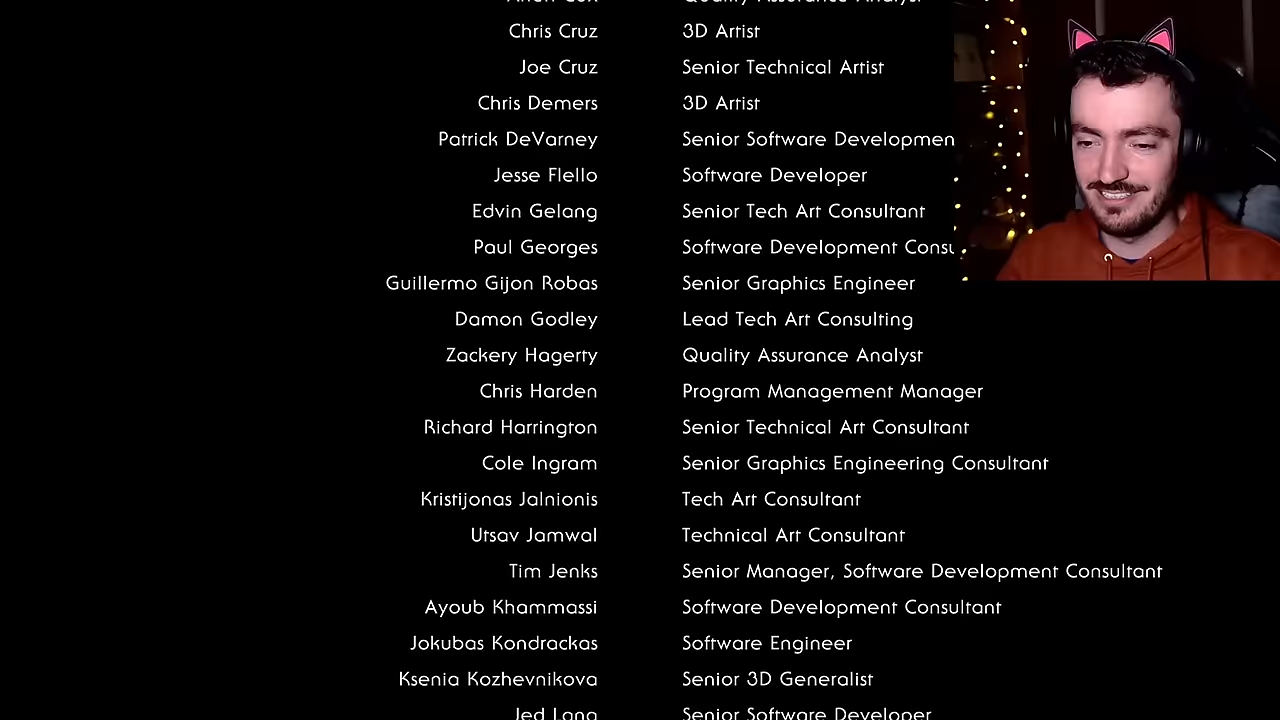 Quality Assurance Analyst
Chris Cruz 3D Artist
Joe Cruz Senior Technical Artist
Chris Demers 3D Artist
Patrick DeVarney Senior Software Developmen
Jesse Flello Software Developer
Edvin Gelang Senior Tech Art Consultant
Paul Georges Software Development Consu
Guillermo Gijon Robas Senior Graphics Engineer
Damon Godley Lead Tech Art Consulting
Zackery Hagerty Quality Assurance Analyst
Chris Harden Program Management Manager
Richard Harrington Senior Technical Art Consultant
Cole Ingram Senior Graphics Engineering Consultant
Kristijonas Jalnionis Tech Art Consultant
Utsav Jamwal Technical Art Consultant
Tim Jenks Senior Manager, Software Development Consultant
Ayoub Khammassi Software Development Consultant
Jokubas Kondrackas Software Engineer
Ksenia Kozhevnikova Senior 3D Generalist
Jed Lang Senior Software Developer